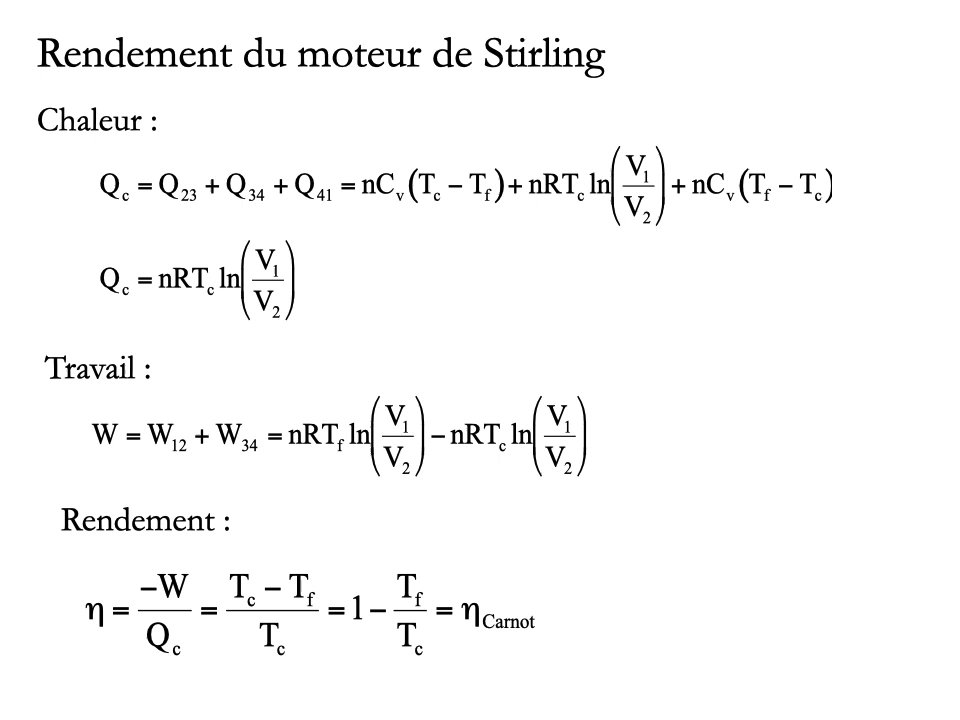 Rendement du moteur de Stirling
Chaleur :
Q_c = Q_23 + Q_34 + Q_41 = nC_v(T_c − T_f) + nRT_c ln(V_1/V_2) + nC_v(T_f − T_c)
Q_c = nRT_c ln(V_1/V_2)
Travail :
W = W_12 + W_34 = nRT_f ln(V_1/V_2) − nRT_c ln(V_1/V_2)
Rendement :
η = −W/Q_c = (T_c − T_f)/T_c = 1 − T_f/T_c = η_Carnot